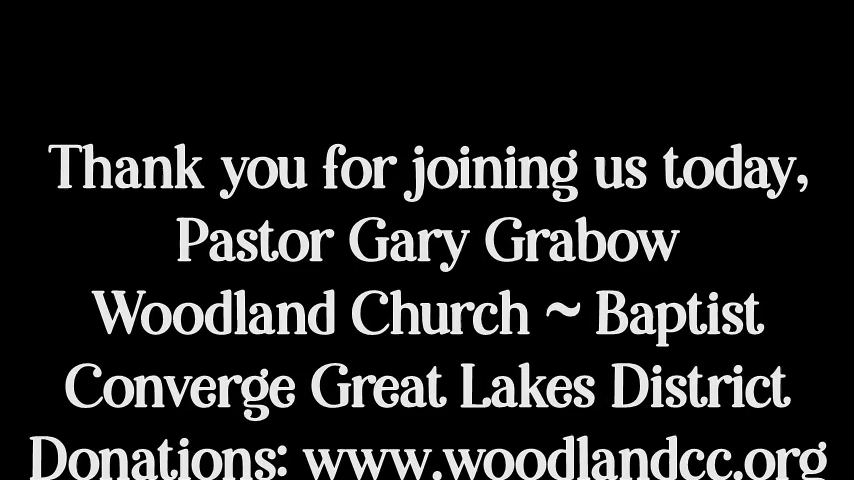 Thank you for joining us today,
Pastor Gary Grabow
Woodland Church ~ Baptist
Converge Great Lakes District
Donations: www.woodlandcc.org